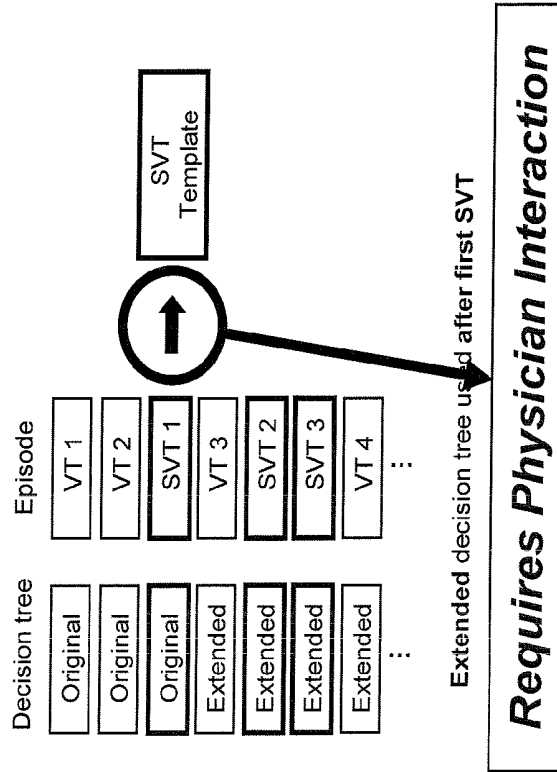 Decision tree Episode
Original VT 1
Original VT 2
Original SVT 1 SVT
Template
Extended VT 3
Extended SVT 2
Extended SVT 3
Extended VT 4
... ...
Extended decision tree used after first SVT
Requires Physician Interaction